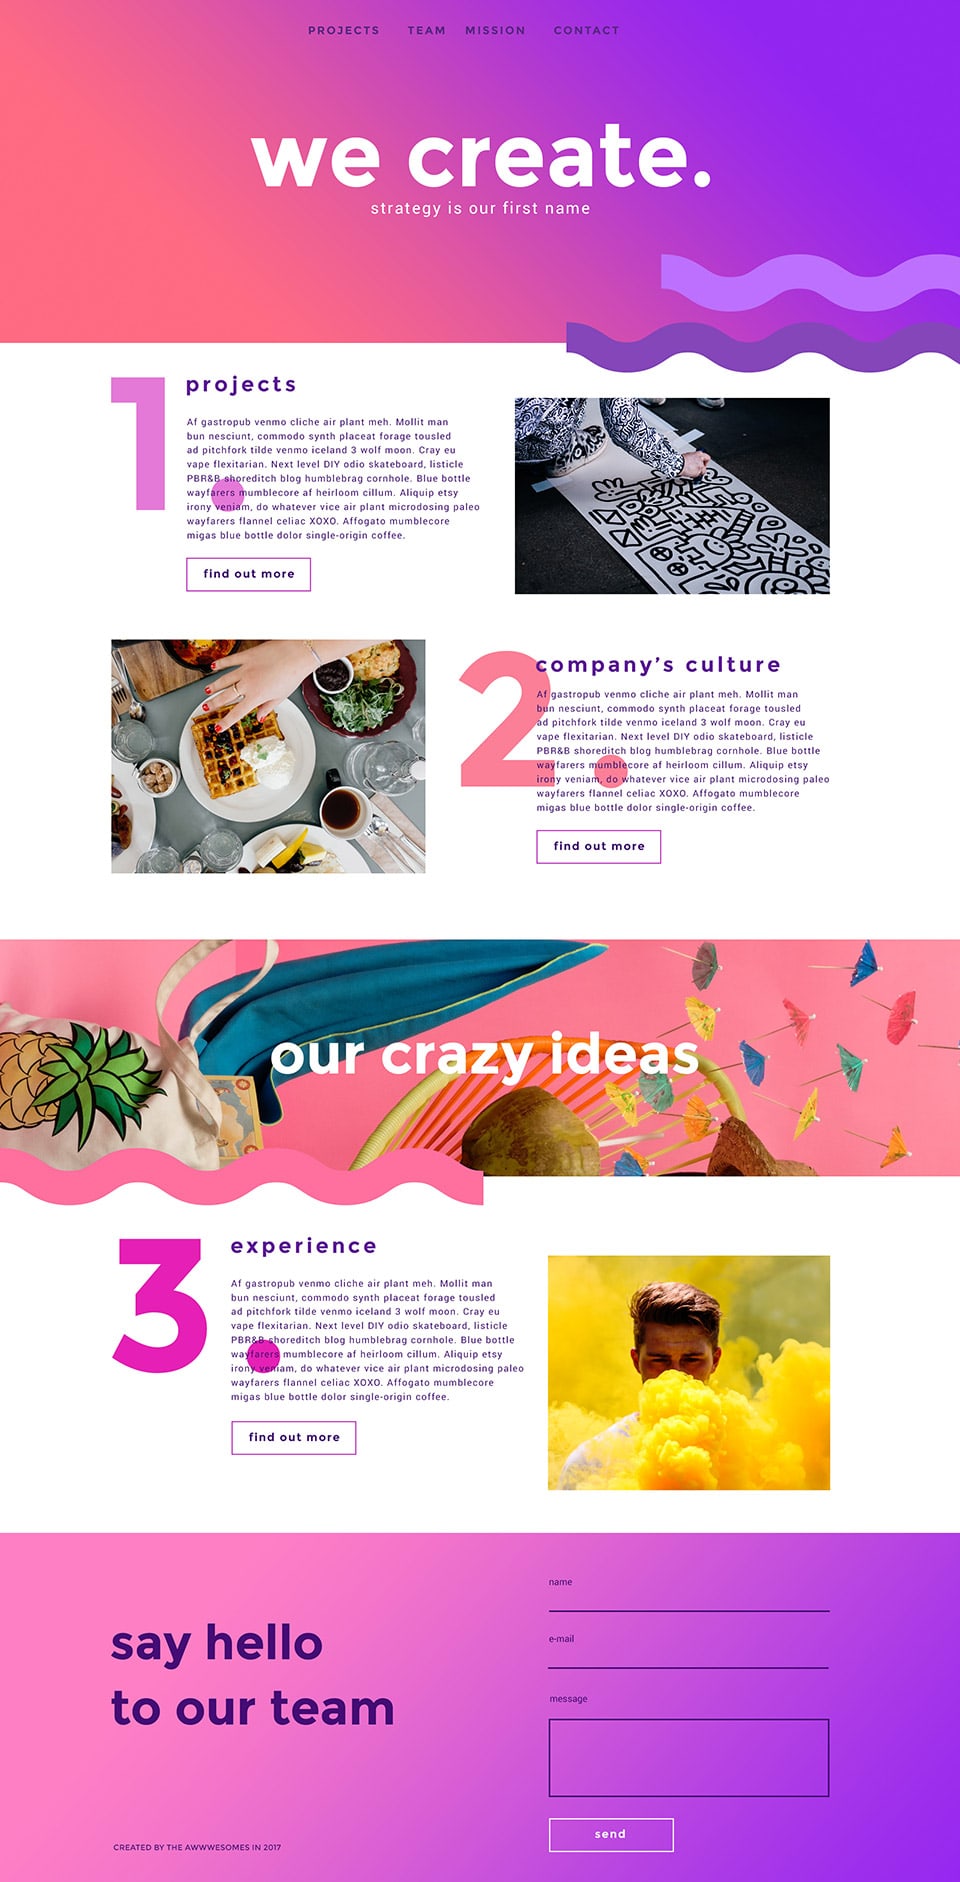 PROJECTS TEAM MISSION CONTACT
we create.
strategy is our first name
1.
projects
Af gastropub venmo cliche air plant meh. Mollit man
bun nesciunt, commodo synth placeat forage tousled
ad pitchfork tilde venmo iceland 3 wolf moon. Cray eu
vape flexitarian. Next level DIY odio skateboard, listicle
PBR&B shoreditch blog humblebrag cornhole. Blue bottle
wayfarers mumblecore af heirloom cillum. Aliquip etsy
irony veniam, do whatever vice air plant microdosing paleo
wayfarers flannel celiac XOXO. Affogato mumblecore
migas blue bottle dolor single-origin coffee.
find out more
2.
company's culture
Af gastropub venmo cliche air plant meh. Mollit man
bun nesciunt, commodo synth placeat forage tousled
ad pitchfork tilde venmo iceland 3 wolf moon. Cray eu
vape flexitarian. Next level DIY odio skateboard, listicle
PBR&B shoreditch blog humblebrag cornhole. Blue bottle
wayfarers mumblecore af heirloom cillum. Aliquip etsy
irony veniam, do whatever vice air plant microdosing paleo
wayfarers flannel celiac XOXO. Affogato mumblecore
migas blue bottle dolor single-origin coffee.
find out more
our crazy ideas
3.
experience
Af gastropub venmo cliche air plant meh. Mollit man
bun nesciunt, commodo synth placeat forage tousled
ad pitchfork tilde venmo iceland 3 wolf moon. Cray eu
vape flexitarian. Next level DIY odio skateboard, listicle
PBR&B shoreditch blog humblebrag cornhole. Blue bottle
wayfarers mumblecore af heirloom cillum. Aliquip etsy
irony veniam, do whatever vice air plant microdosing paleo
wayfarers flannel celiac XOXO. Affogato mumblecore
migas blue bottle dolor single-origin coffee.
find out more
say hello
to our team
name
e-mail
message
send
CREATED BY THE AWWWESOMES IN 2017